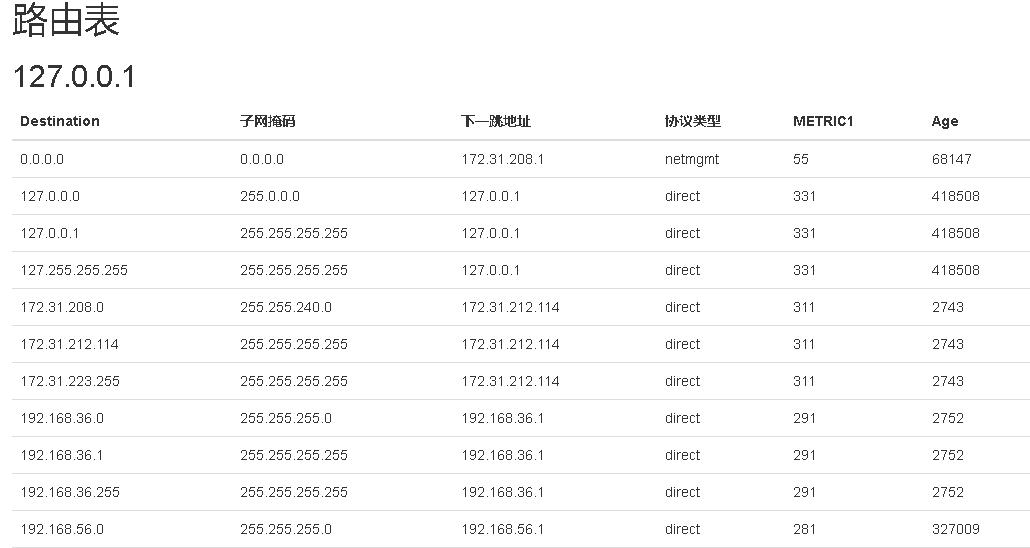 路由表
127.0.0.1
Destination 子网掩码 下一跳地址 协议类型 METRIC1 Age
0.0.0.0 0.0.0.0 172.31.208.1 netmgmt 55 68147
127.0.0.0 255.0.0.0 127.0.0.1 direct 331 418508
127.0.0.1 255.255.255.255 127.0.0.1 direct 331 418508
127.255.255.255 255.255.255.255 127.0.0.1 direct 331 418508
172.31.208.0 255.255.240.0 172.31.212.114 direct 311 2743
172.31.212.114 255.255.255.255 172.31.212.114 direct 311 2743
172.31.223.255 255.255.255.255 172.31.212.114 direct 311 2743
192.168.36.0 255.255.255.0 192.168.36.1 direct 291 2752
192.168.36.1 255.255.255.255 192.168.36.1 direct 291 2752
192.168.36.255 255.255.255.255 192.168.36.1 direct 291 2752
192.168.56.0 255.255.255.0 192.168.56.1 direct 281 327009